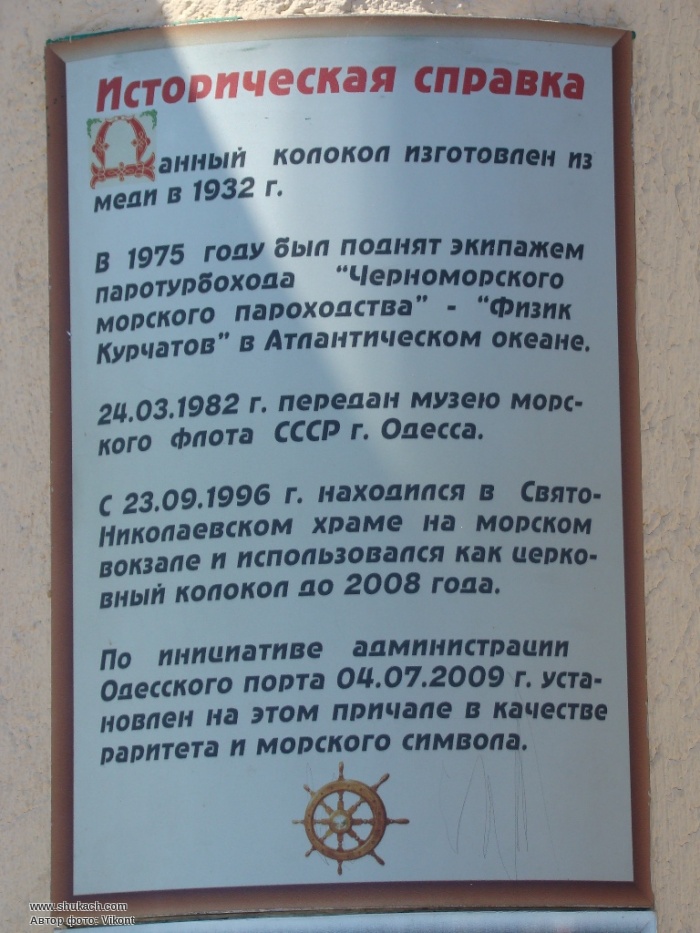 Историческая справка
Данный колокол изготовлен из
меди в 1932 г.
В 1975 году был поднят экипажем
паротурбохода "Черноморского
морского пароходства" - "Физик
Курчатов" в Атлантическом океане.
24.03.1982 г. передан музею морс-
кого флота СССР г. Одесса.
С 23.09.1996 г. находился в Свято-
Николаевском храме на морском
вокзале и использовался как церко-
вный колокол до 2008 года.
По инициативе администрации
Одесского порта 04.07.2009 г. уста-
новлен на этом причале в качестве
раритета и морского символа.
www.shukach.com
Автор фото: Vikont